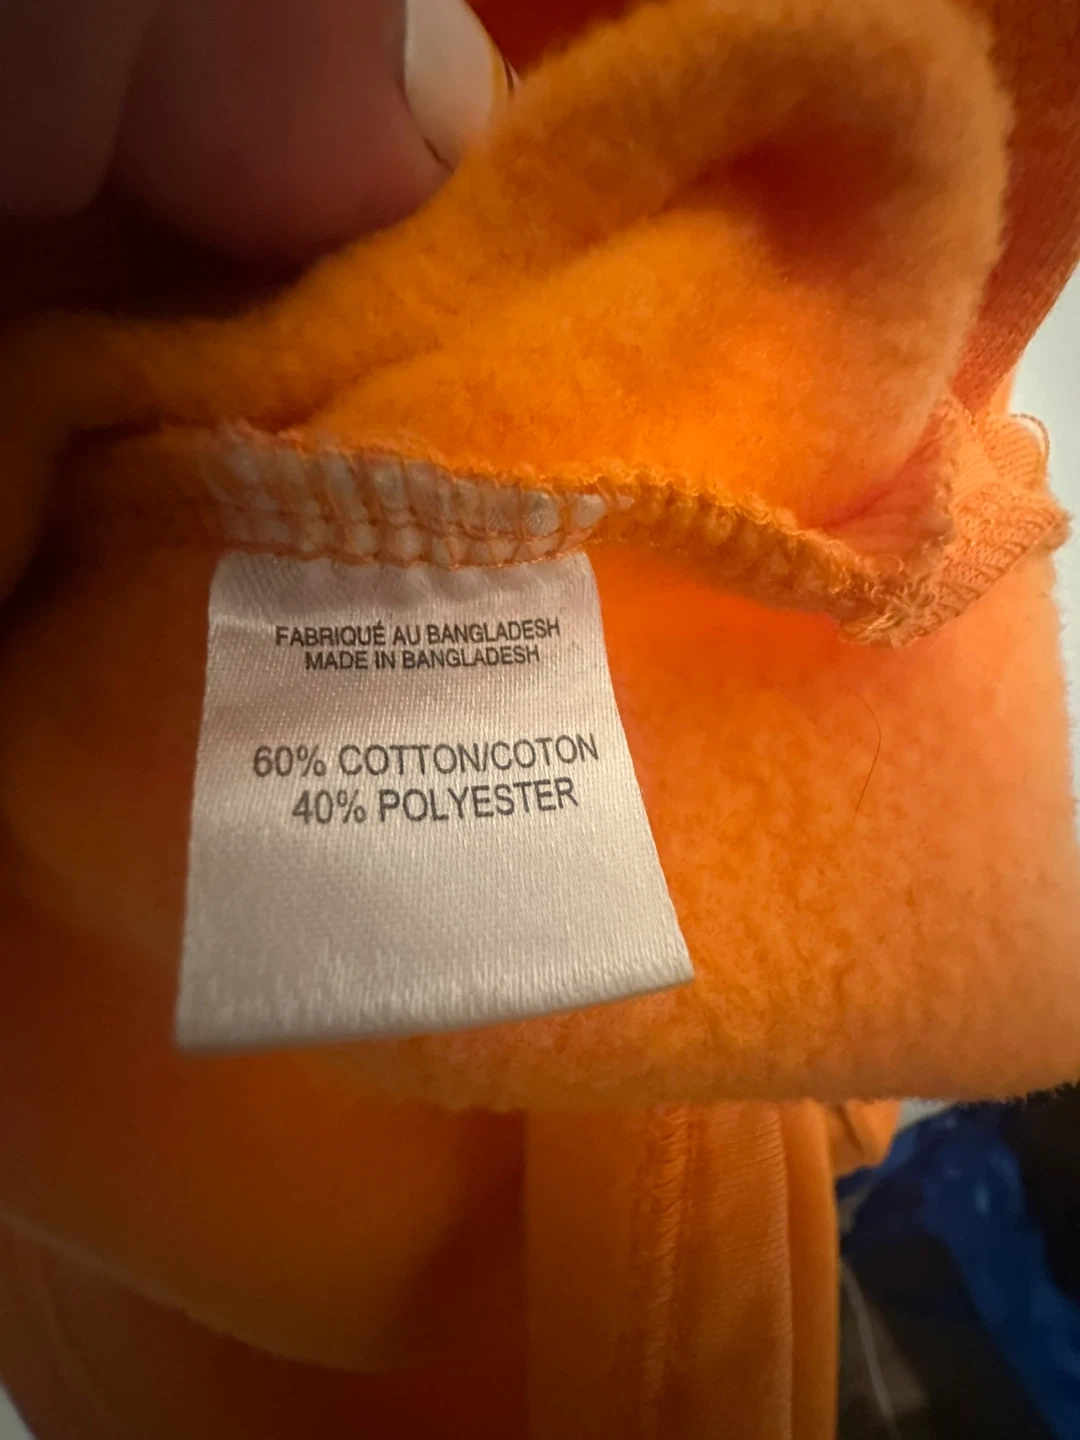 FABRIQUÉ AU BANGLADESH
MADE IN BANGLADESH
60% COTTON/COTON
40% POLYESTER